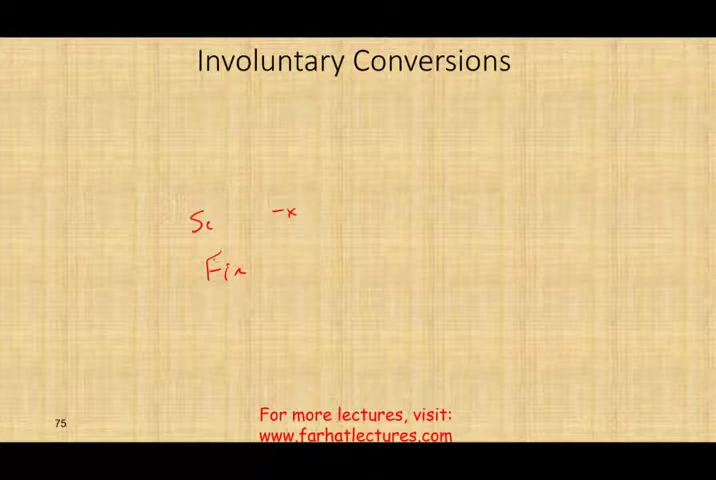 Involuntary Conversions
-x
For more lectures, visit:
www.farhatlectures.com
75